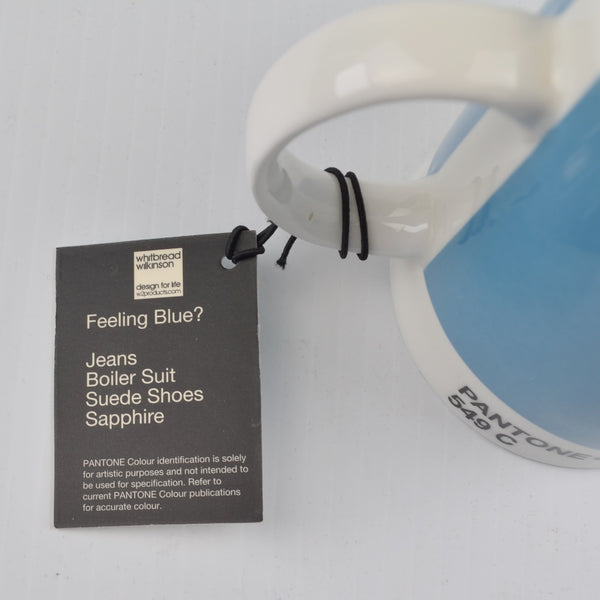 whitbread
wilkinson
design for life
w2products.com
Feeling Blue?
Jeans
Boiler Suit
Suede Shoes
Sapphire
PANTONE Colour identification is solely
for artistic purposes and not intended to
be used for specification. Refer to
current PANTONE Colour publications
for accurate colour.
PANTONE
549 C